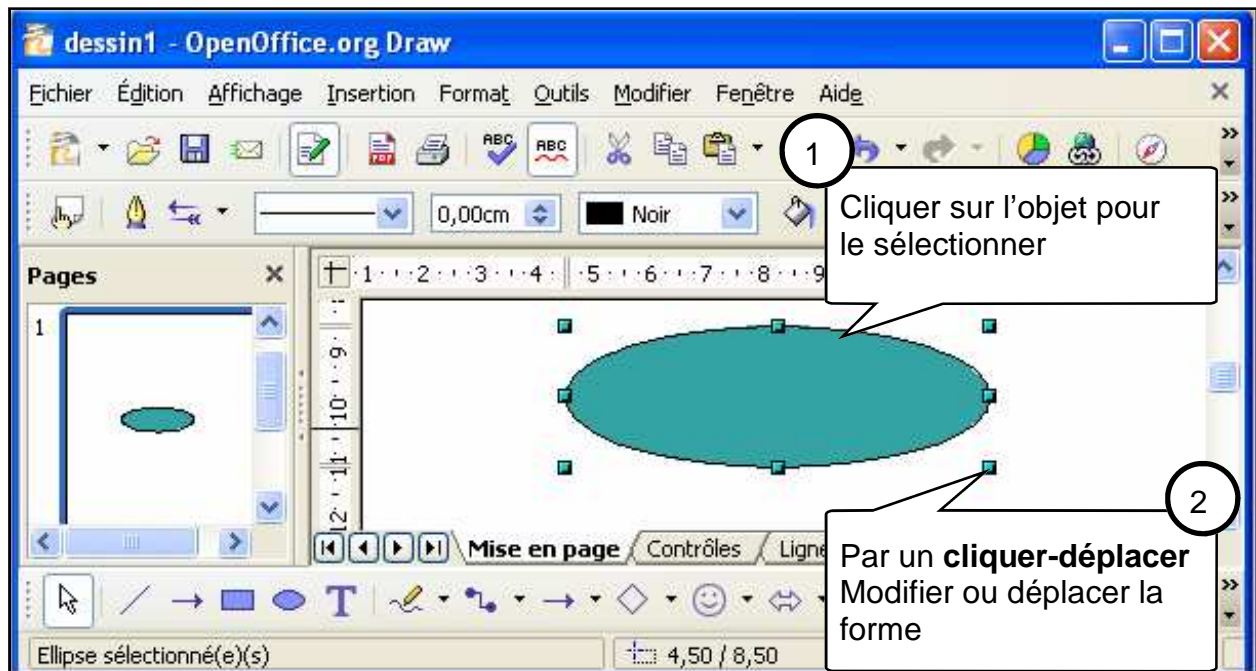 dessin1 - OpenOffice.org Draw
Fichier Édition Affichage Insertion Format Outils Modifier Fenêtre Aide
PDF ABC ABC
1
0,00cm Noir
Cliquer sur l’objet pour
le sélectionner
Pages
1 2 3 4 5 6 7 8 9
1
9 10 11 12
2
Mise en page Contrôles Ligne
Par un cliquer-déplacer
Modifier ou déplacer la
forme
T
Ellipse sélectionné(e)(s) 4,50 / 8,50